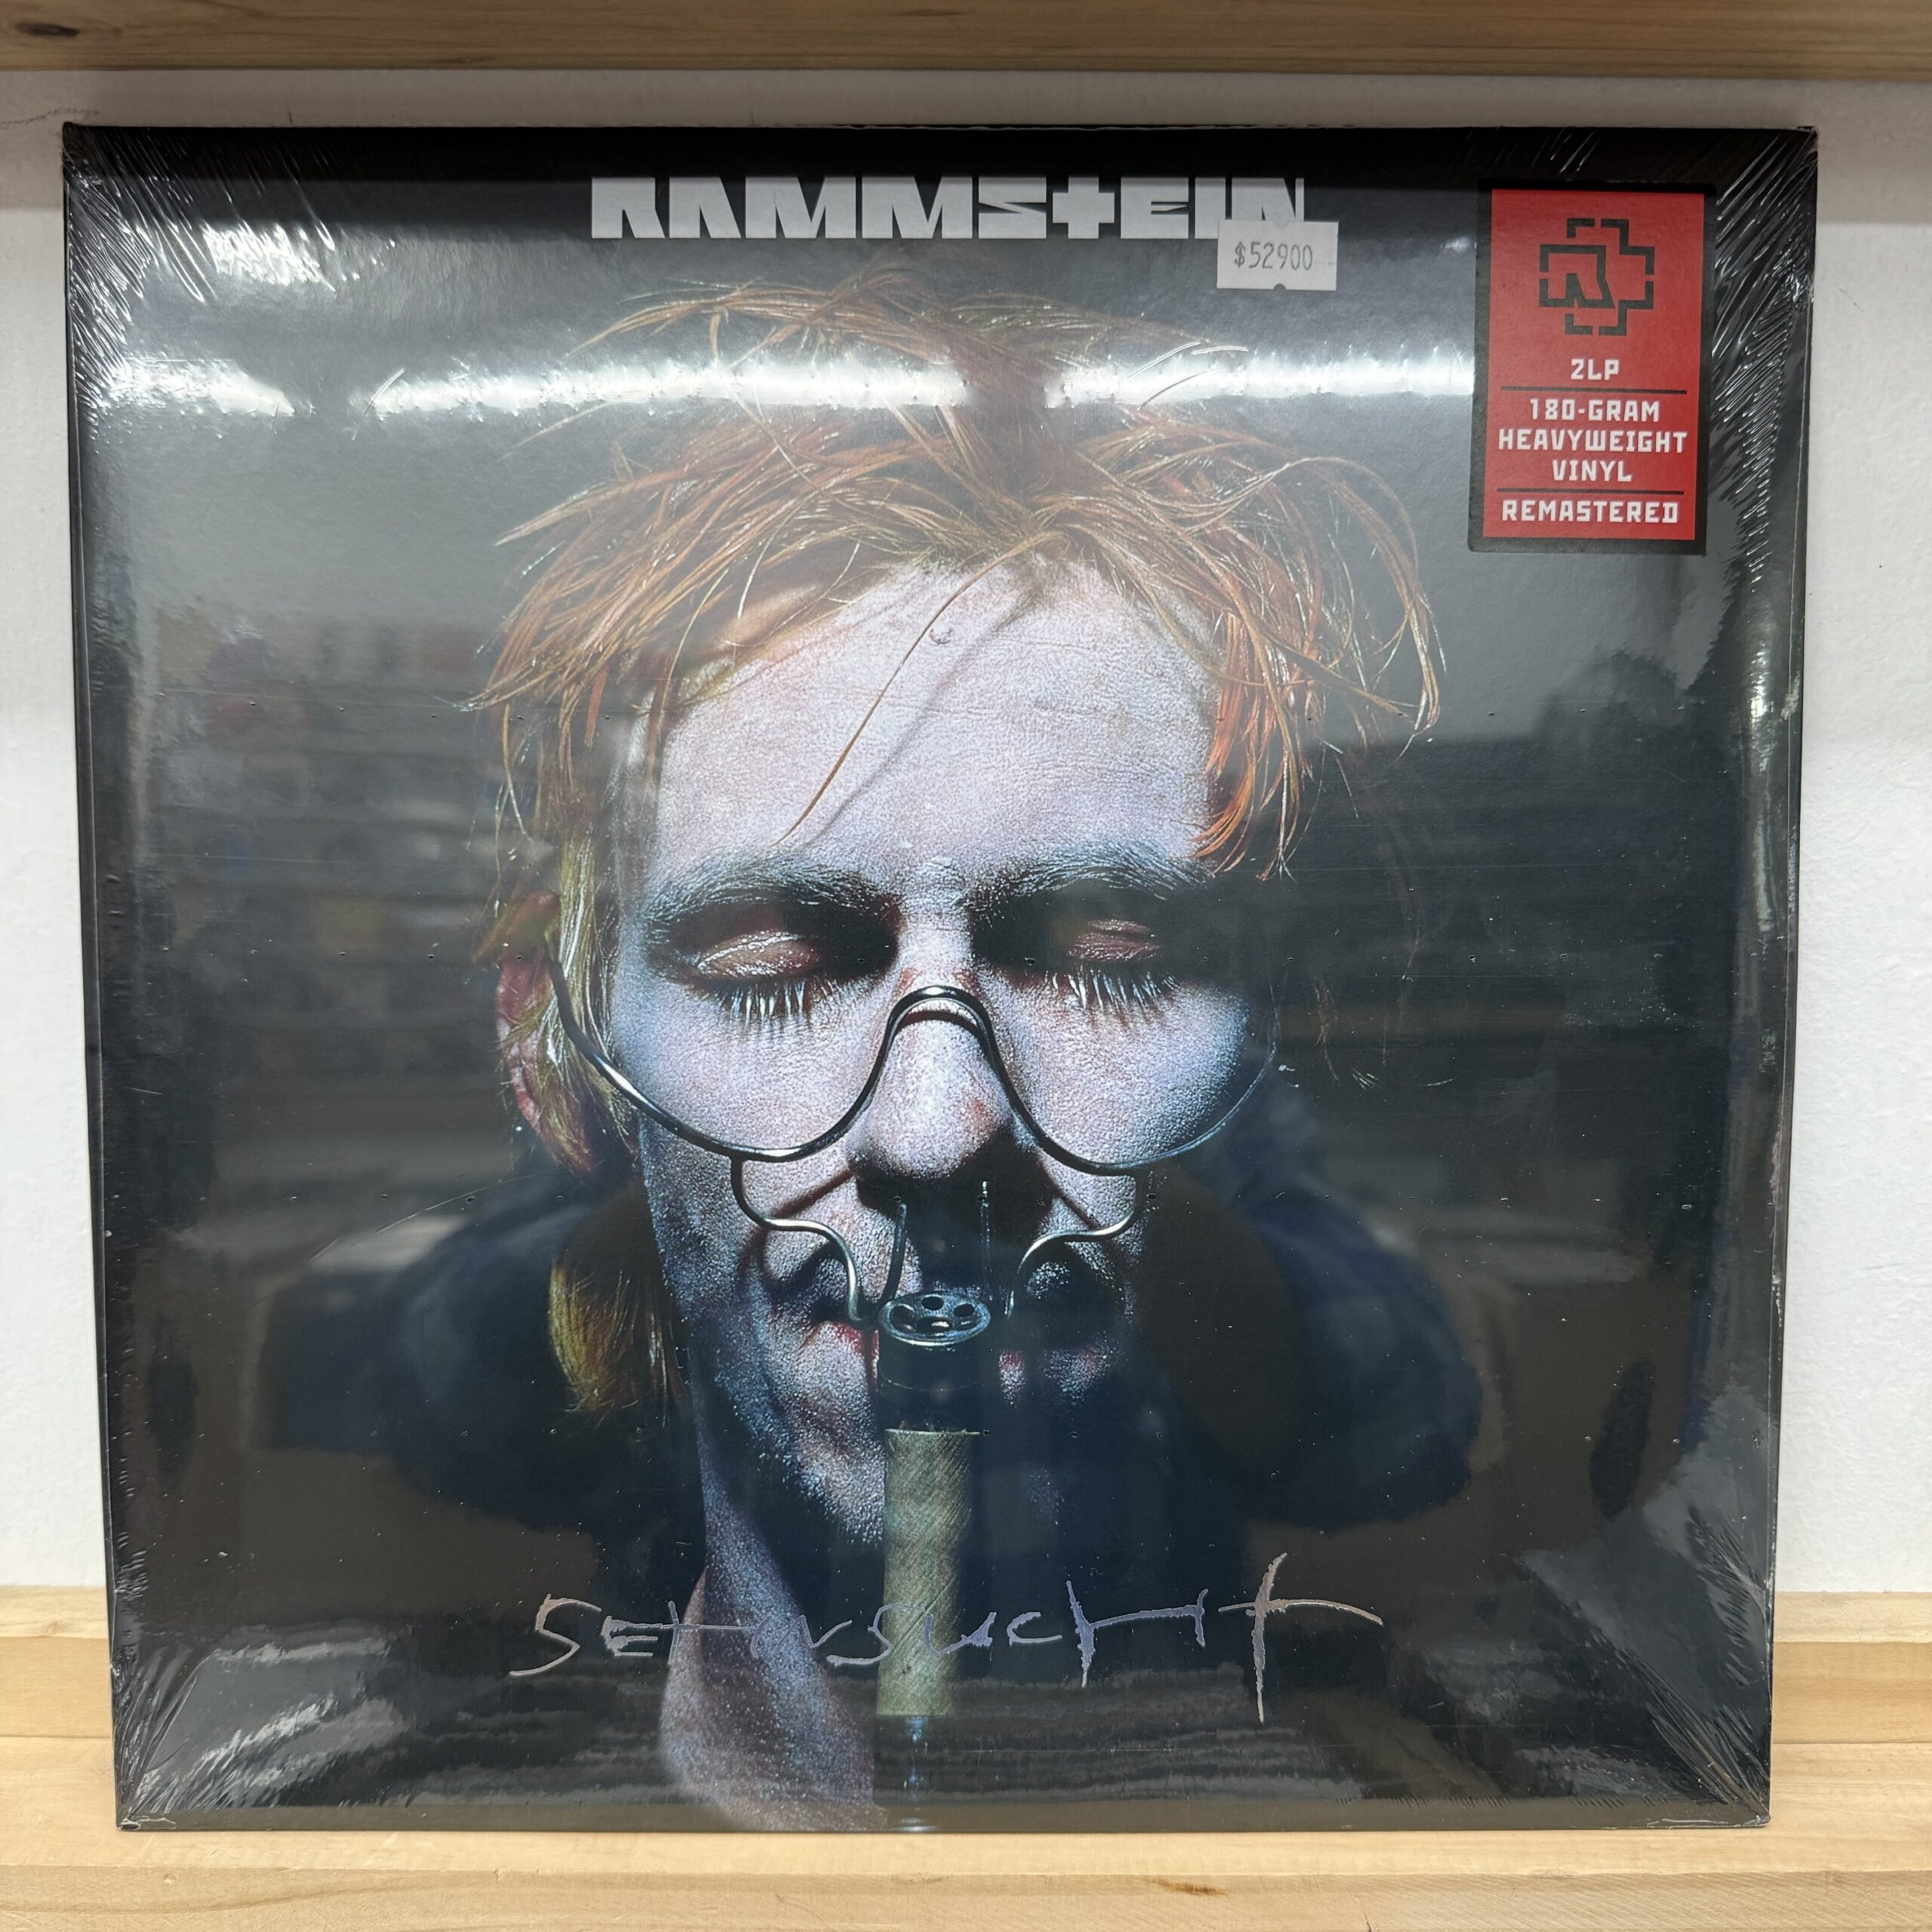 RAMMSTEIN
$52900
2LP
180-GRAM
HEAVYWEIGHT
VINYL
REMASTERED
SEHNSUCHT